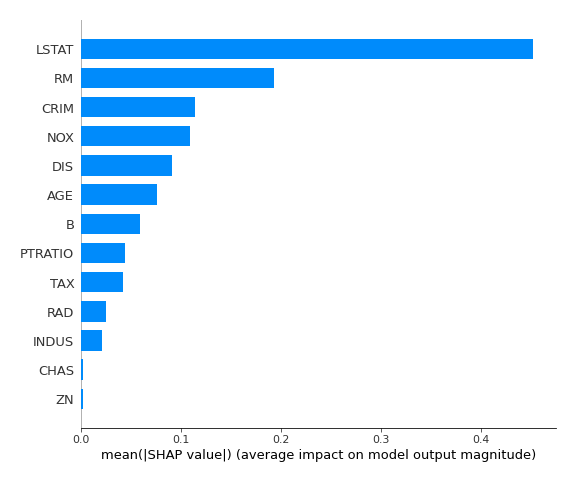 LSTAT
RM
CRIM
NOX
DIS
AGE
B
PTRATIO
TAX
RAD
INDUS
CHAS
ZN
0.0 0.1 0.2 0.3 0.4
mean(|SHAP value|) (average impact on model output magnitude)